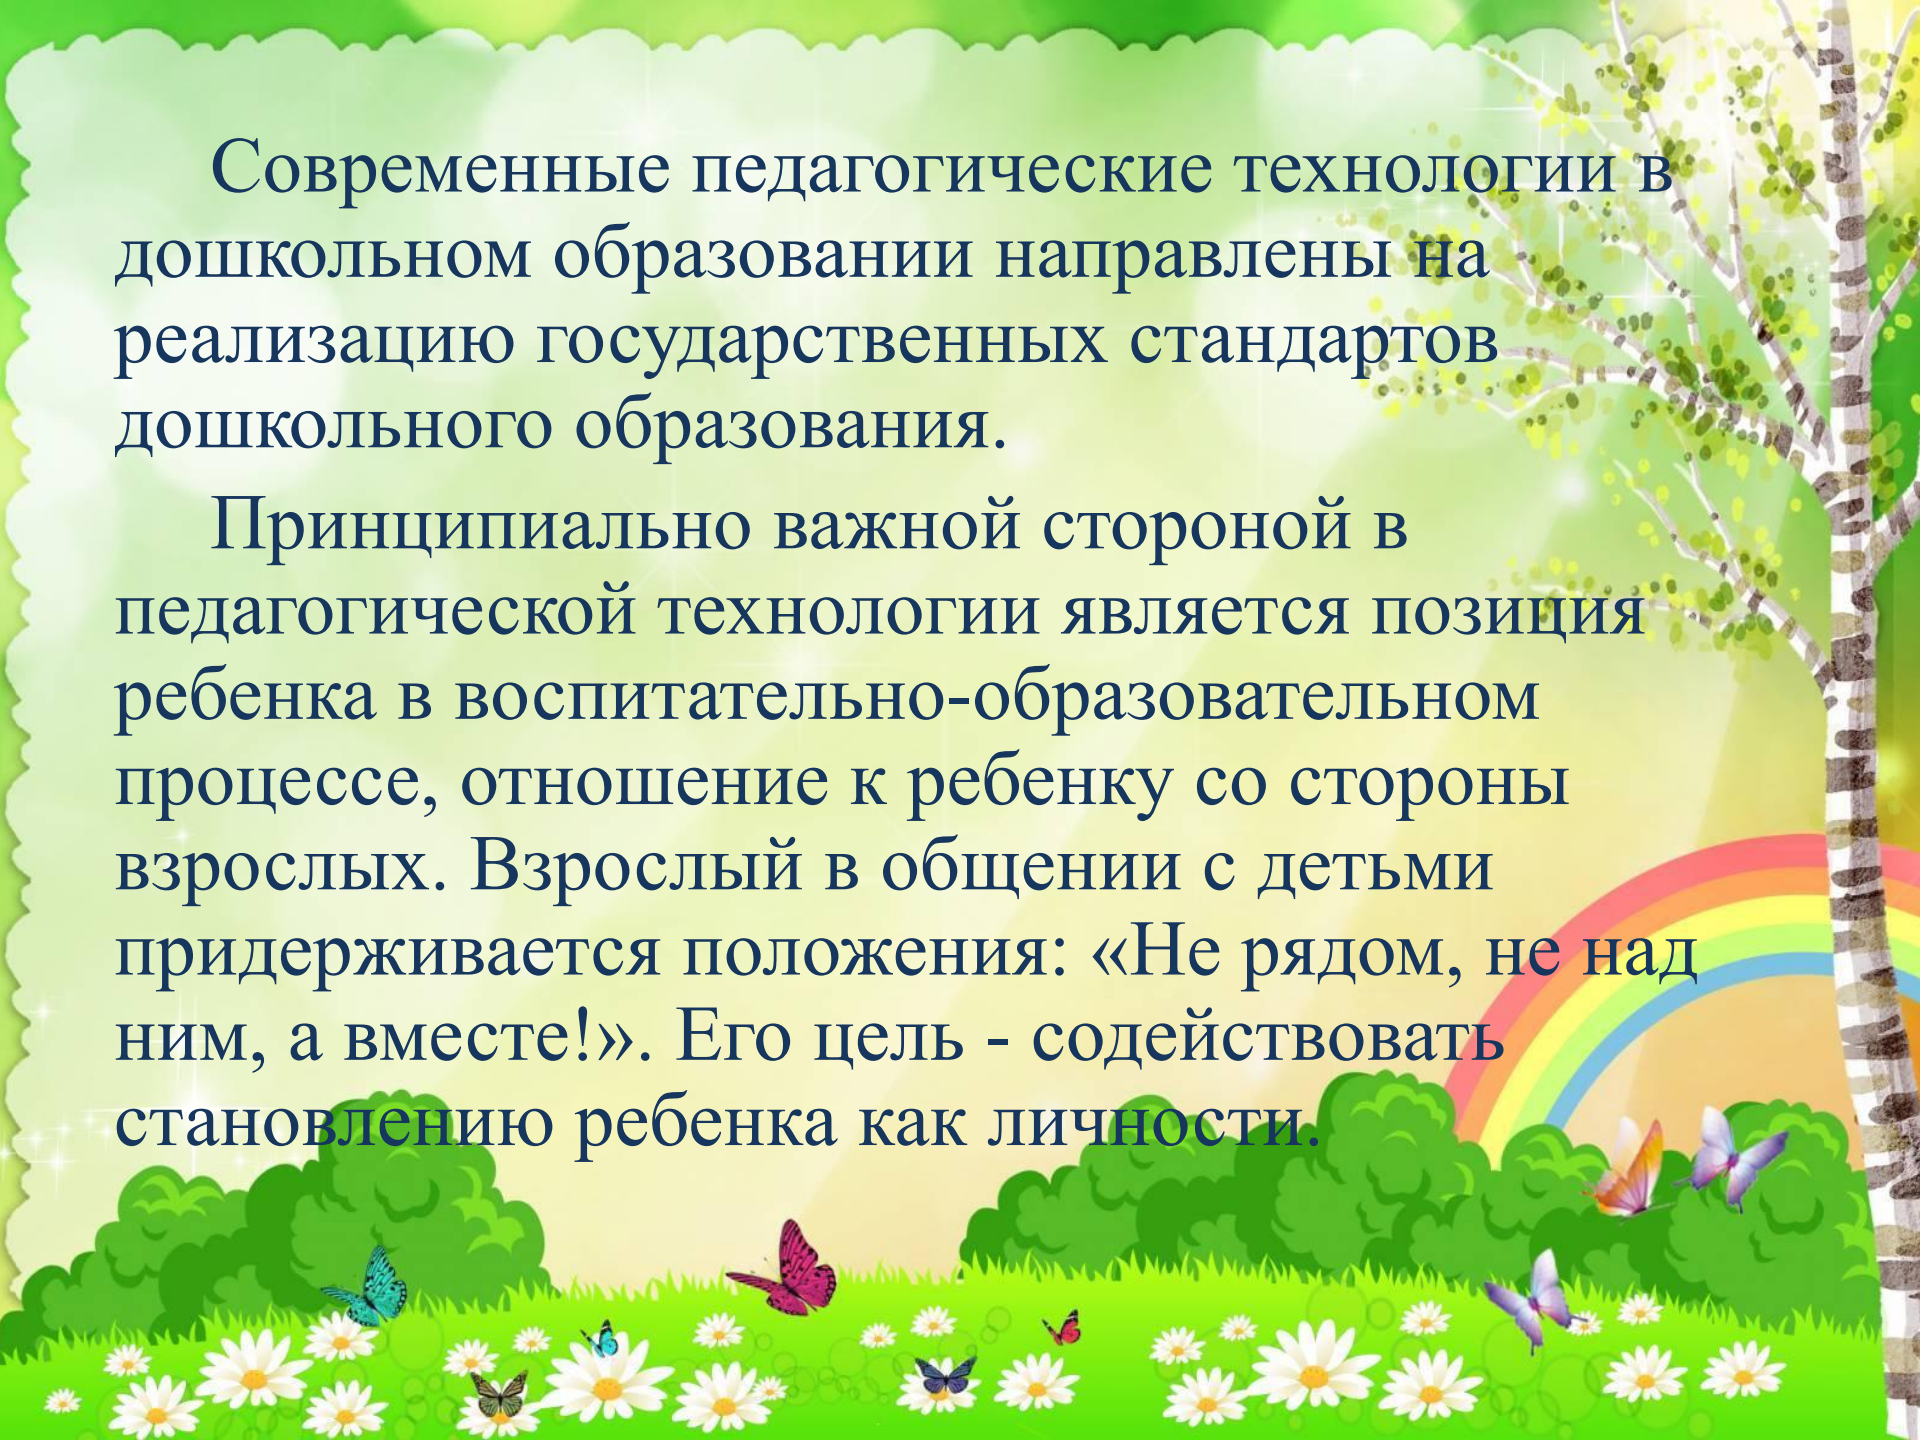 Современные педагогические технологии в
дошкольном образовании направлены на
реализацию государственных стандартов
дошкольного образования.
Принципиально важной стороной в
педагогической технологии является позиция
ребенка в воспитательно-образовательном
процессе, отношение к ребенку со стороны
взрослых. Взрослый в общении с детьми
придерживается положения: «Не рядом, не над
ним, а вместе!». Его цель - содействовать
становлению ребенка как личности.